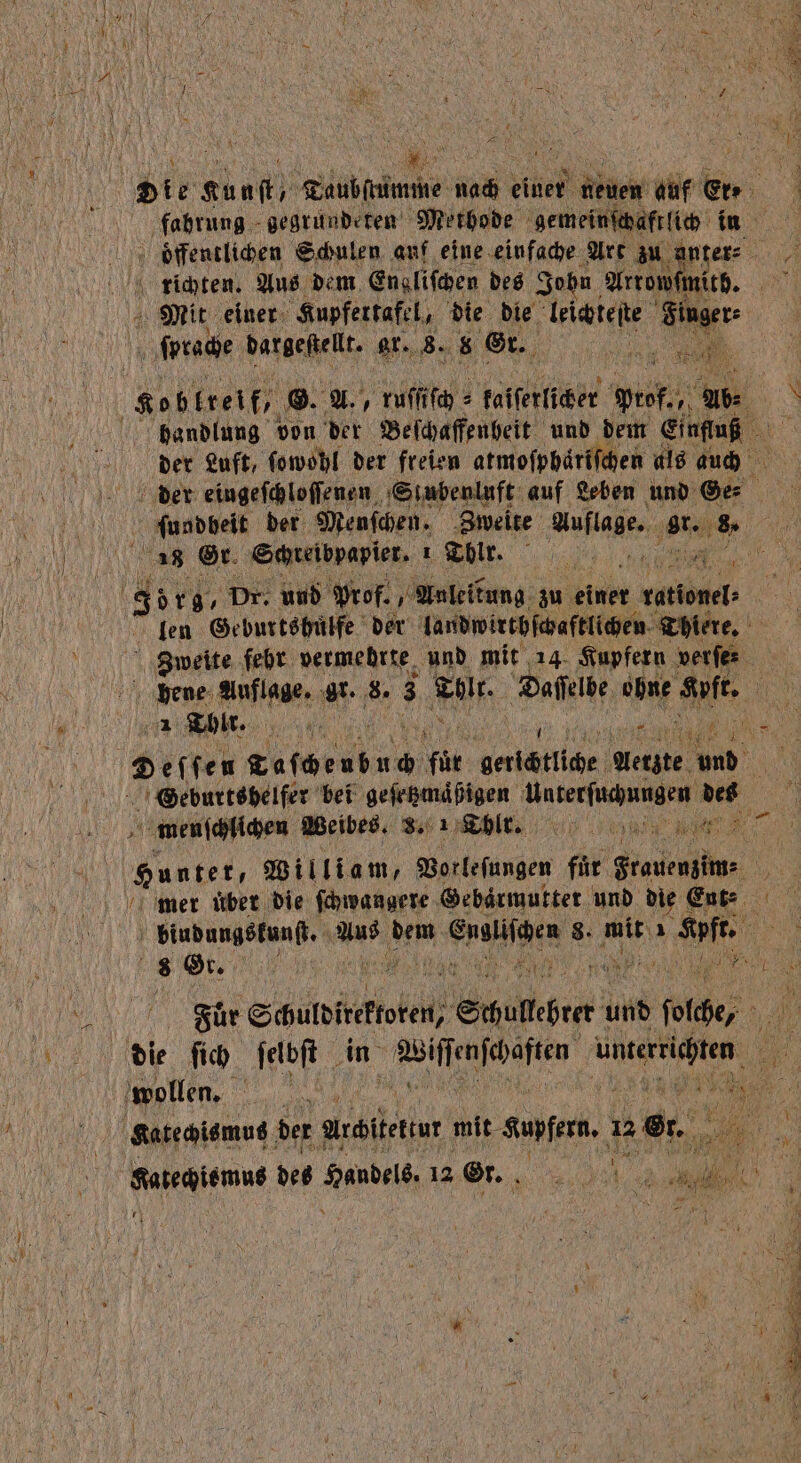 Die Kunſt, Taubſtumme nach einer neuen auf Er⸗
fahrung gegrundeten Methode gemeinſchaftlich in
öffentlichen Schulen auf eine einfache Art zu unter⸗
richten. Aus dem Engliſchen des John Arrowſmith.
Mit einer Kupfertafel, die die leichteſte Finger⸗
ſprache dargeſtellt. gr. 8. 8 Gr.
Kohlreif, G. A., ruſſiſch⸗kaiſerlicher Prof., Ab⸗
handlung von der Beſchaffenheit und dem Einfluß
der Luft, ſowohl der freien atmoſphäriſchen als auch
der eingeſchloſſenen Stubenluft auf Leben und Ge⸗
ſundheit der Menſchen. Zweite Auflage. gr. 8.
18 Gr. Schreibpapier. 1 Thlr.
Jörg, Dr. und Prof., Anleitung zu einer rationel⸗
len Geburtshülfe der landwirthſchaftlichen Thiere.
Zweite ſehr vermehrte und mit 14 Kupfern verſe⸗
hene Auflage. gr. 8. 3 Thlr. Daſſelbe ohne Kpfr.
2 Thlr.
Deſſen Taſchenbuch für gerichtliche Aerzte und
Geburtshelfer bei geſetzmäßigen Unterſuchungen des
menſchlichen Weibes. 8. 1 Thlr.
Hunter, William, Vorleſungen für Frauenzim⸗
mer über die ſchwangere Gebärmutter und die Ent⸗
bindungskunſt. Aus dem Engliſchen 8. mit 1 Kpfr.
8 Gr.
Für Schuldirektoren, Schullehrer und ſolche,
die ſich ſelbſt in Wiſſenſchaften unterrichten
wollen.
Katechismus der Architektur mit Kupfern. 12 Gr.
Katechismus des Handels. 12 Gr.